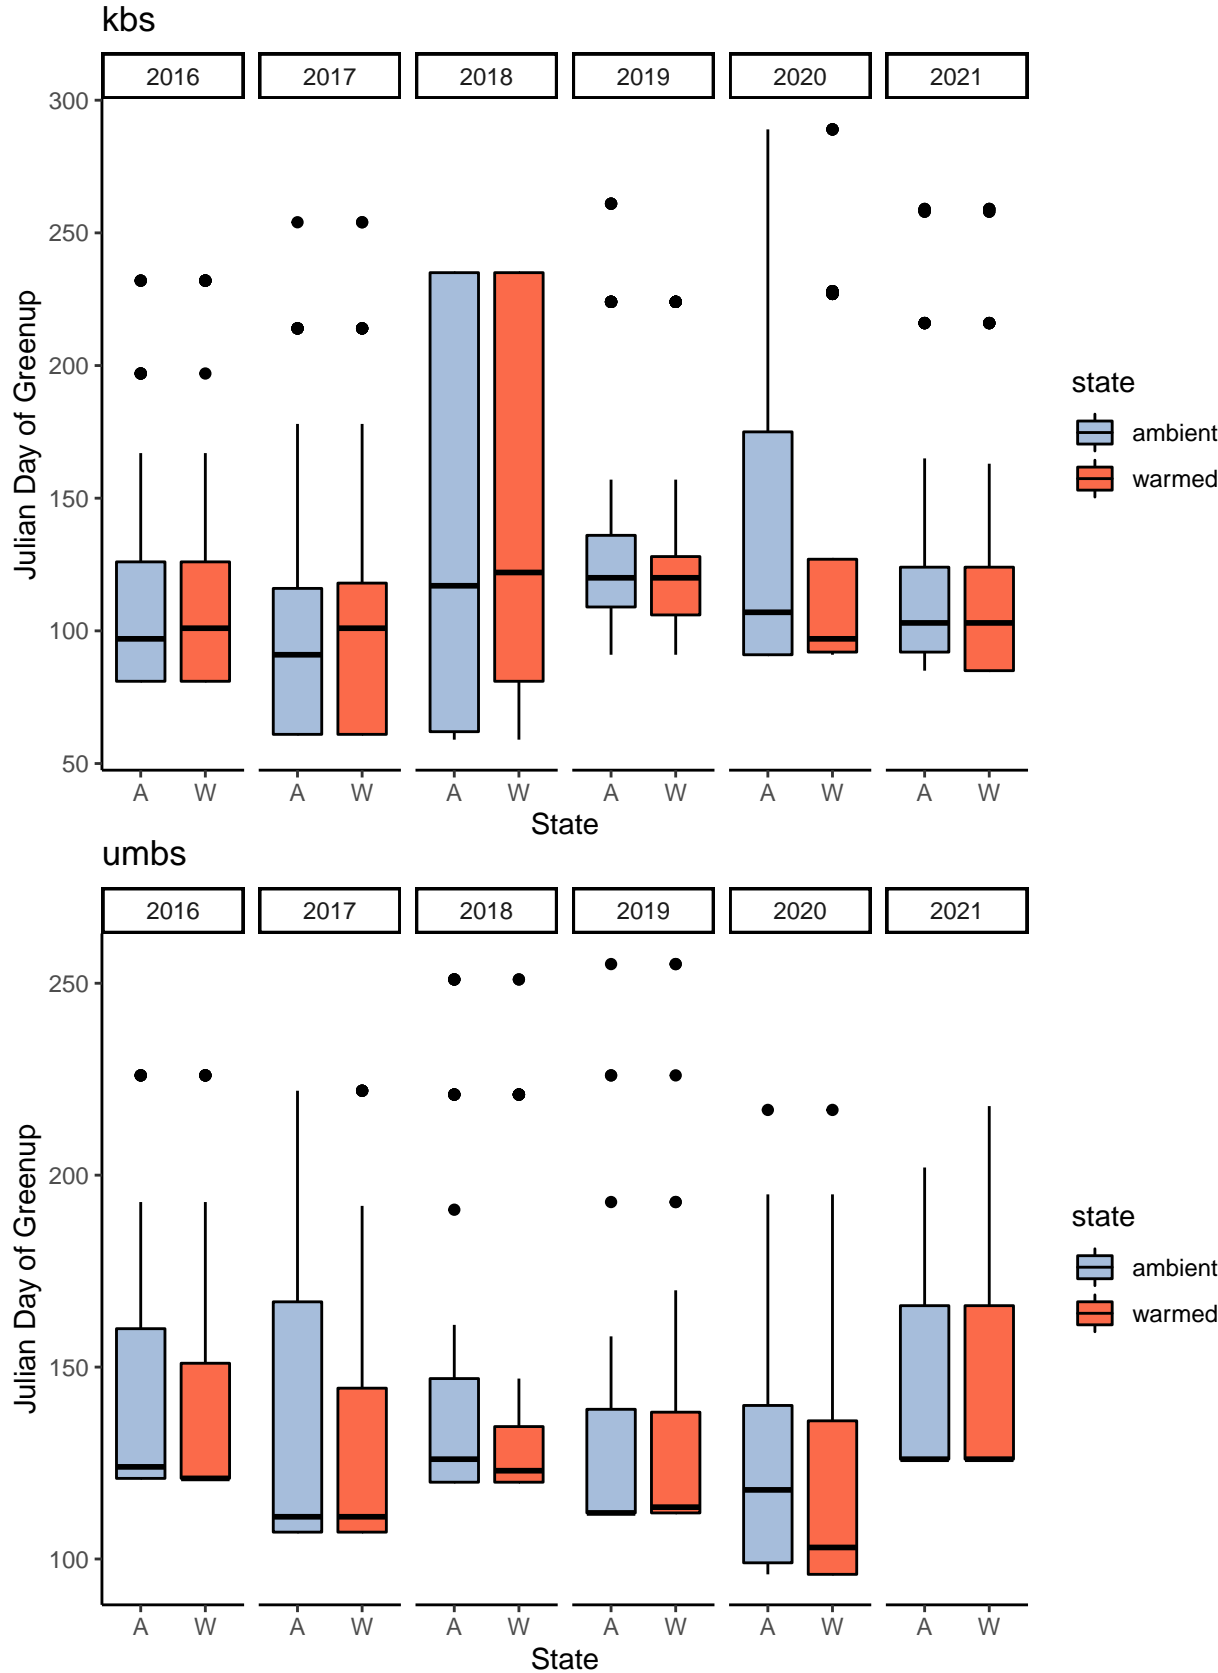 kbs
2016 2017 2018 2019 2020 2021
300
250
200
150
100
50
Julian Day of Greenup
A W A W A W A W A W A W
State
state
ambient
warmed
umbs
2016 2017 2018 2019 2020 2021
250
200
150
100
Julian Day of Greenup
A W A W A W A W A W A W
State
state
ambient
warmed